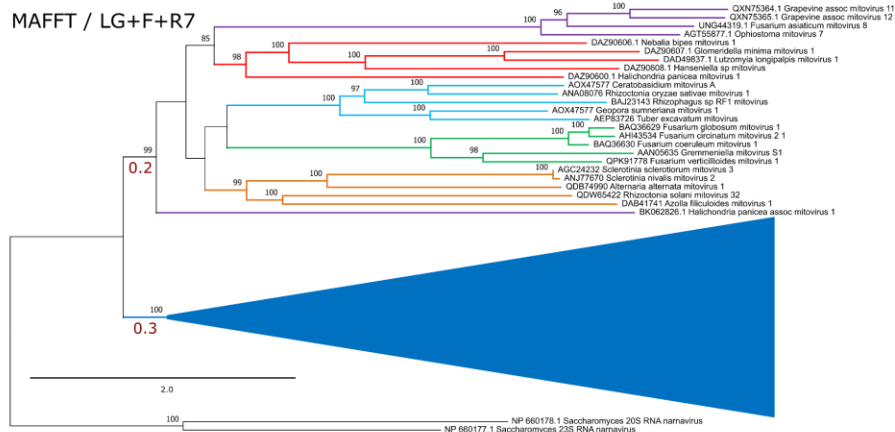 MAFFT / LG+F+R7
QXN75364.1 Grapevine assoc mitovirus 11
QXN75365.1 Grapevine assoc mitovirus 12
UNG44319.1 Fusarium asiaticum mitovirus 8
AGT55877.1 Ophiostoma mitovirus 7
DAZ90606.1 Nebalia bipes mitovirus 1
DAZ90607.1 Glomeridella minima mitovirus 1
DAD49837.1 Lutzomyia longipalpis mitovirus 1
DAZ90608.1 Hanseniella sp mitovirus
DAZ90600.1 Halichondria panicea mitovirus 1
AOX47577 Ceratobasidium mitovirus A
ANA08076 Rhizoctonia oryzae sativae mitovirus 1
BAJ23143 Rhizophagus sp RF1 mitovirus
AOX47577 Geopora sumneriana mitovirus 1
AEP83726 Tuber excavatum mitovirus
BAQ36629 Fusarium globosum mitovirus 1
AHI43534 Fusarium circinatum mitovirus 2 1
BAQ36630 Fusarium coeruleum mitovirus 1
AAN05635 Gremmeniella mitovirus S1
QPK91778 Fusarium verticillioides mitovirus 1
AGC24232 Sclerotinia sclerotiorum mitovirus 3
ANJ77670 Sclerotinia nivalis mitovirus 2
QDB74990 Alternaria alternata mitovirus 1
QDW65422 Rhizoctonia solani mitovirus 32
DAB41741 Azolla filiculoides mitovirus 1
BK062826.1 Halichondria panicea assoc mitovirus 1
NP 660178.1 Saccharomyces 20S RNA narnavirus
NP 660177.1 Saccharomyces 23S RNA narnavirus
100
96
100
85
98
100
100
100
100
97
100
100
100
100
98
100
99
100
99
0.2
100
0.3
2.0
100